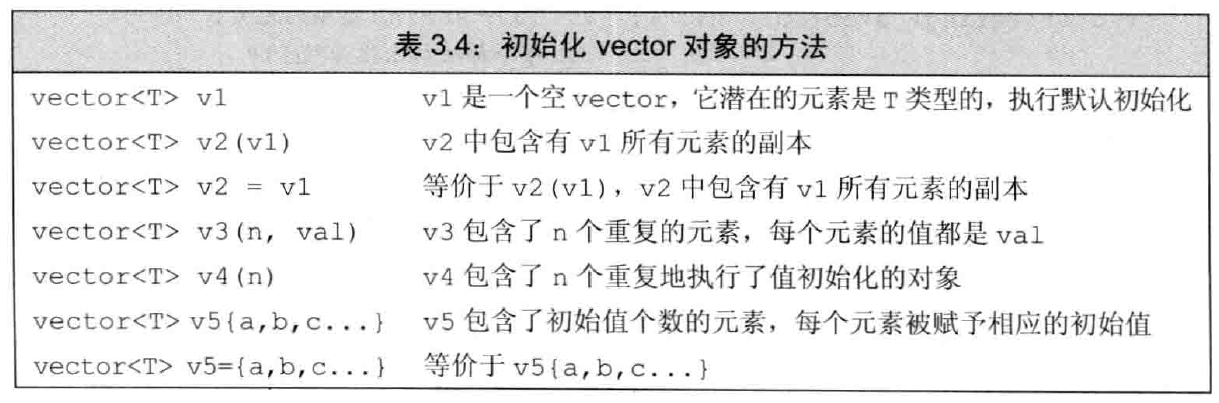 表 3.4：初始化 vector 对象的方法
vector<T> v1 v1 是一个空 vector，它潜在的元素是 T 类型的，执行默认初始化
vector<T> v2(v1) v2 中包含有 v1 所有元素的副本
vector<T> v2 = v1 等价于 v2(v1)，v2 中包含有 v1 所有元素的副本
vector<T> v3(n, val) v3 包含了 n 个重复的元素，每个元素的值都是 val
vector<T> v4(n) v4 包含了 n 个重复地执行了值初始化的对象
vector<T> v5{a,b,c...} v5 包含了初始值个数的元素，每个元素被赋予相应的初始值
vector<T> v5={a,b,c...} 等价于 v5{a,b,c...}